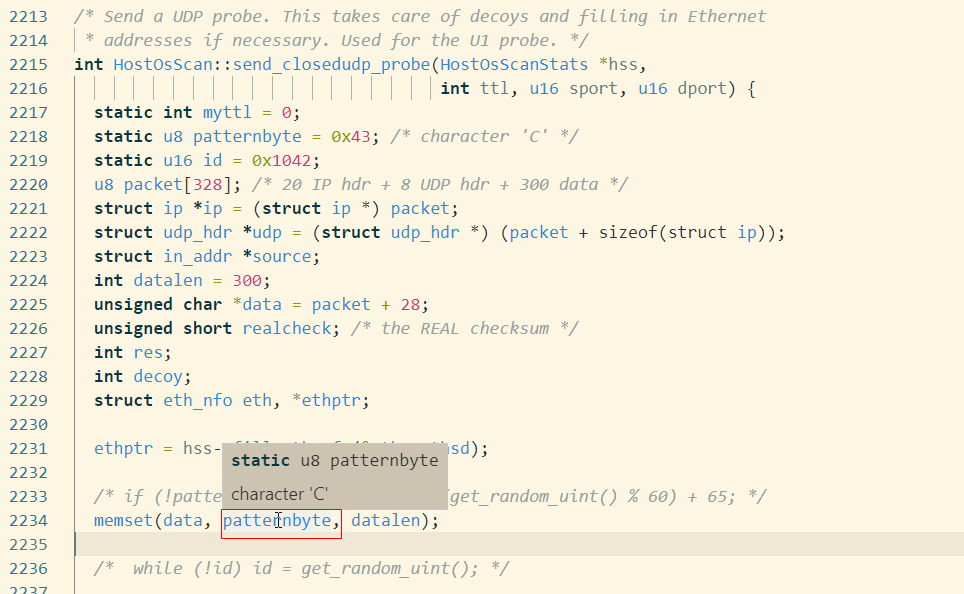 2213 /* Send a UDP probe. This takes care of decoys and filling in Ethernet
2214 * addresses if necessary. Used for the U1 probe. */
2215 int HostOsScan::send_closedudp_probe(HostOsScanStats *hss,
2216 int ttl, u16 sport, u16 dport) {
2217 static int myttl = 0;
2218 static u8 patternbyte = 0x43; /* character 'C' */
2219 static u16 id = 0x1042;
2220 u8 packet[328]; /* 20 IP hdr + 8 UDP hdr + 300 data */
2221 struct ip *ip = (struct ip *) packet;
2222 struct udp_hdr *udp = (struct udp_hdr *) (packet + sizeof(struct ip));
2223 struct in_addr *source;
2224 int datalen = 300;
2225 unsigned char *data = packet + 28;
2226 unsigned short realcheck; /* the REAL checksum */
2227 int res;
2228 int decoy;
2229 struct eth_nfo eth, *ethptr;
2230
2231 ethptr = hss- sd);
static u8 patternbyte
2232
character 'C'
2233 /* if (!patte get_random_uint() % 60) + 65; */
2234 memset(data, patternbyte, datalen);
2235
2236 /* while (!id) id = get_random_uint(); */
2237